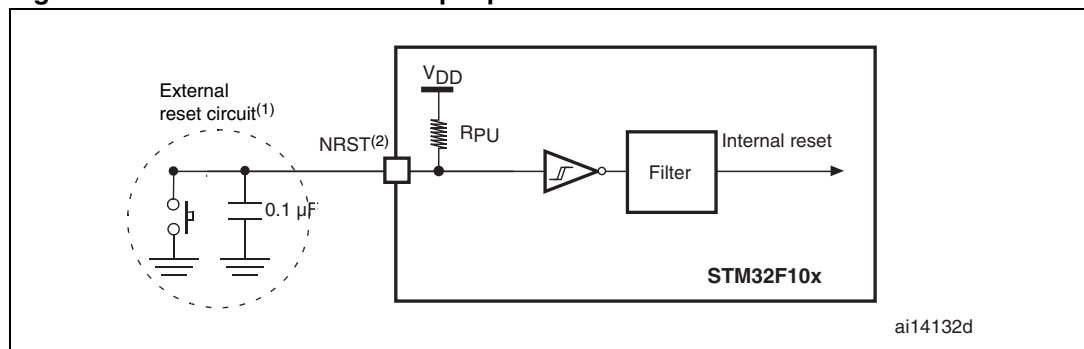 External
reset circuit(1)
VDD
NRST(2)
RPU
Internal reset
Filter
0.1 µF
STM32F10x
ai14132d